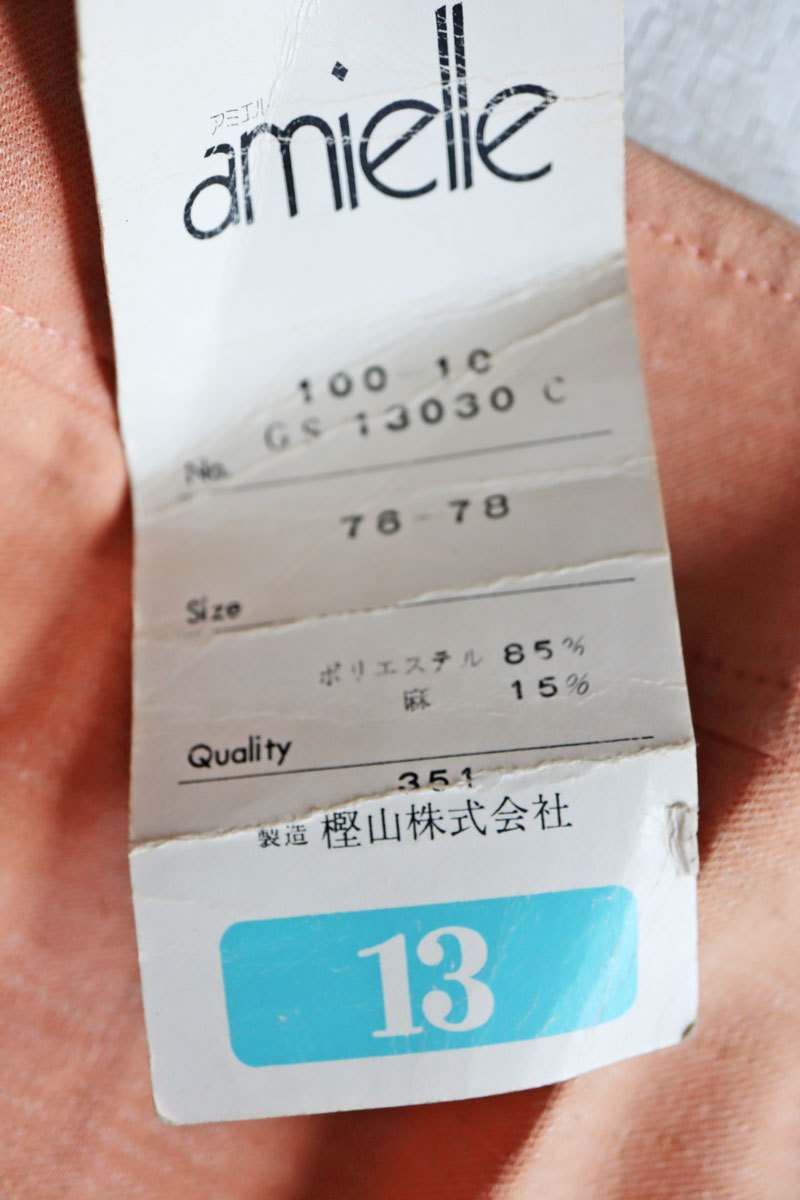 アミエル
amielle
100 10
No. GS 13030 C
76-78
Size
ポリエステル 85%
麻 15%
Quality
351
製造 樫山株式会社
13